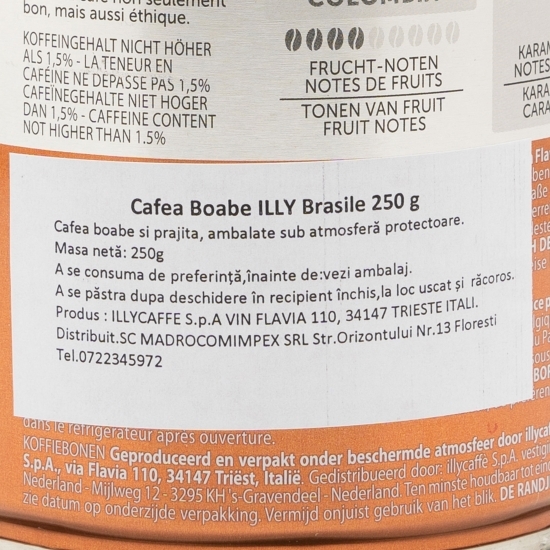 non seulement
bon, mais aussi éthique.
KOFFEINGEHALT NICHT HÖHER
ALS 1,5% - LA TENEUR EN
CAFÉINE NE DÉPASSE PAS 1,5%
CAFEÏNEGEHALTE NIET HOGER
DAN 1,5% - CAFFEINE CONTENT
NOT HIGHER THAN 1.5%
FRUCHT-NOTEN
NOTES DE FRUITS
TONEN VAN FRUIT
FRUIT NOTES
NOTES
Cafea Boabe ILLY Brasile 250 g
Cafea boabe si prajita, ambalate sub atmosferă protectoare.
Masa netă: 250g
A se consuma de preferință,înainte de:vezi ambalaj.
A se păstra dupa deschidere în recipient închis,la loc uscat și răcoros.
Produs : ILLYCAFFE S.p.A VIN FLAVIA 110, 34147 TRIESTE ITALI.
Distribuit.SC MADROCOMIMPEX SRL Str.Orizontului Nr.13 Floresti
Tel.0722345972
dans le réfrigérateur après ouverture.
KOFFIEBONEN Geproduceerd en verpakt onder beschermde atmosfeer door illycaffè
S.p.A., via Flavia 110, 34147 Triëst, Italië. Gedistribueerd door: illycaffè S.p.A. vestigin
Nederland - Mijlweg 12 - 3295 KH 's-Gravendeel - Nederland. Ten minste houdbaar tot eind
zie datum op onderzijde verpakking. Vermijd onjuist gebruik van het blik. DE RANDJ